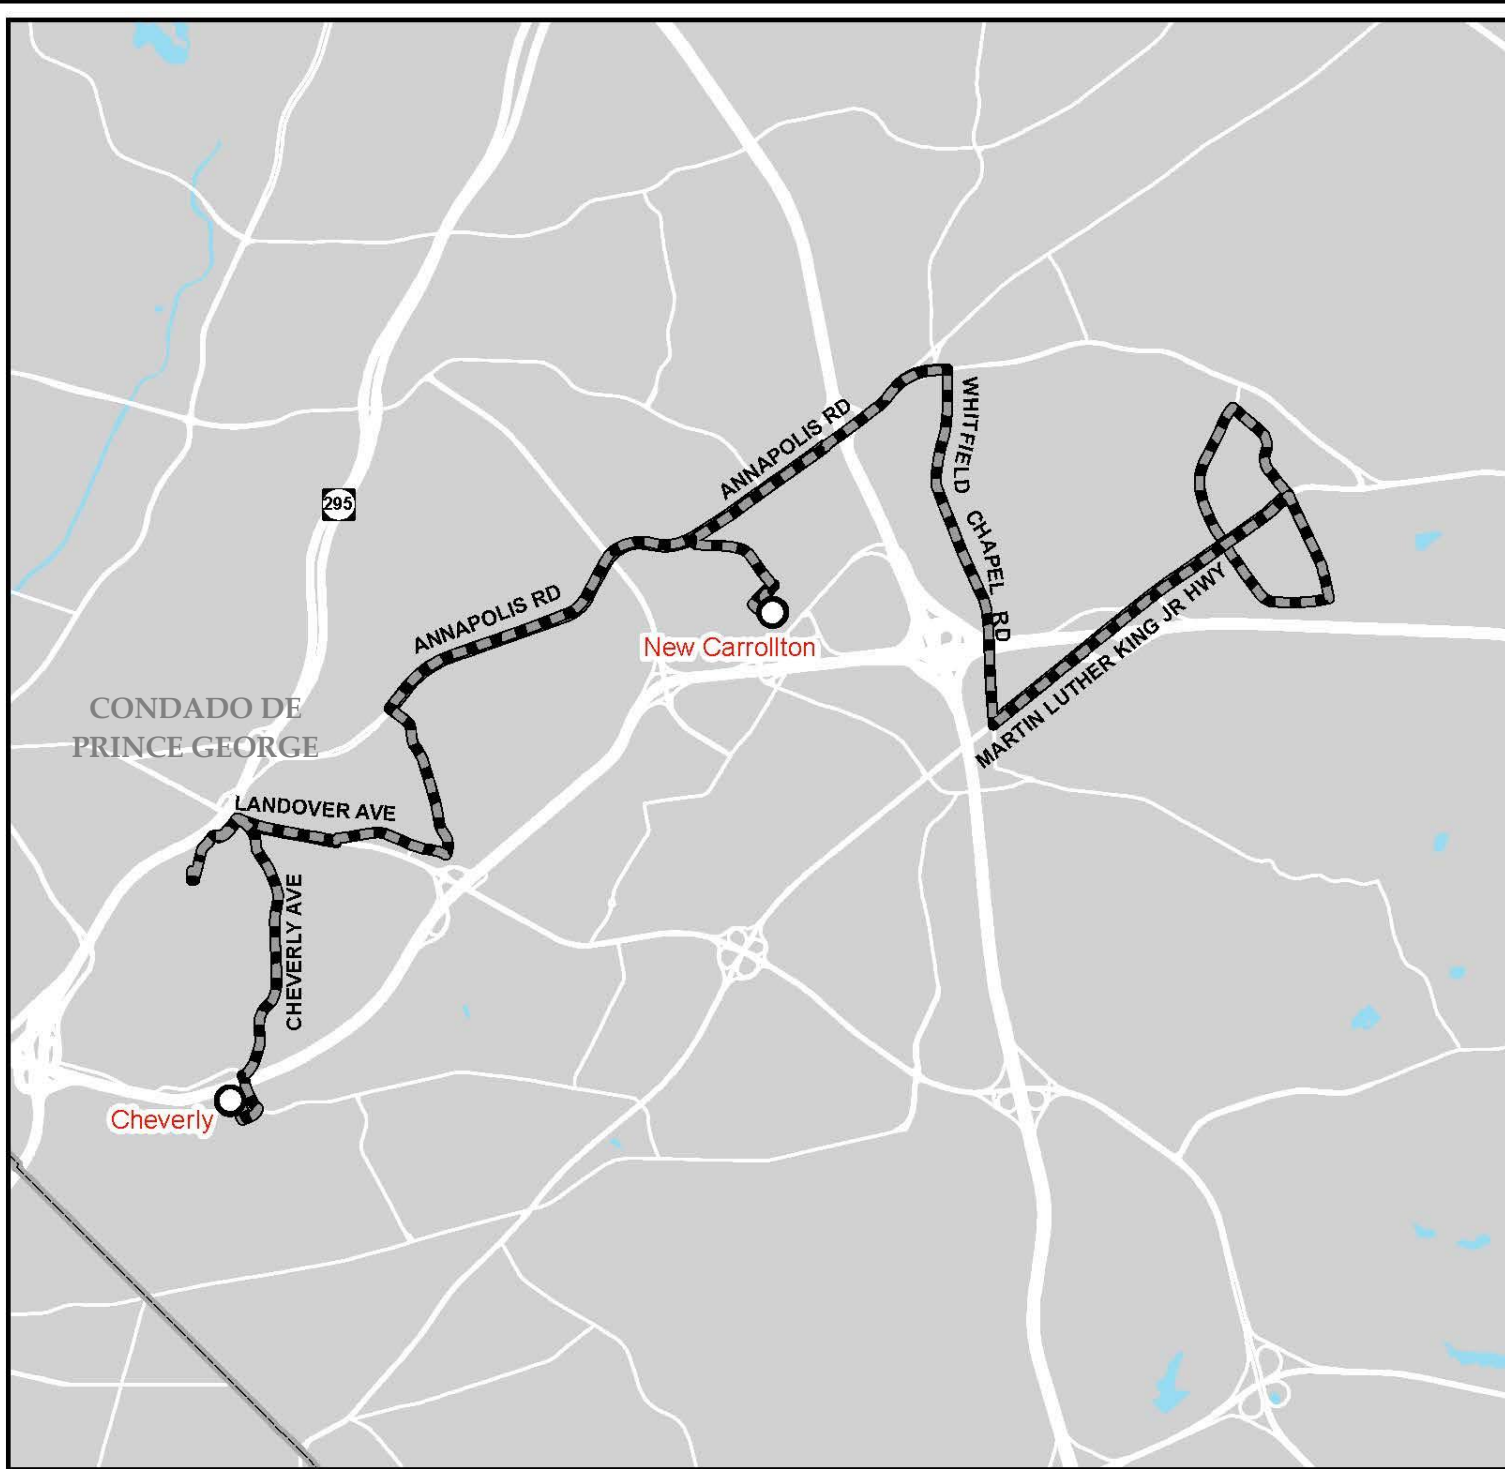 ANNAPOLIS RD
WHITFIELD CHAPEL RD
295
ANNAPOLIS RD
New Carrollton
MARTIN LUTHER KING JR HWY
CONDADO DE
PRINCE GEORGE
LANDOVER AVE
CHEVERLY AVE
Cheverly